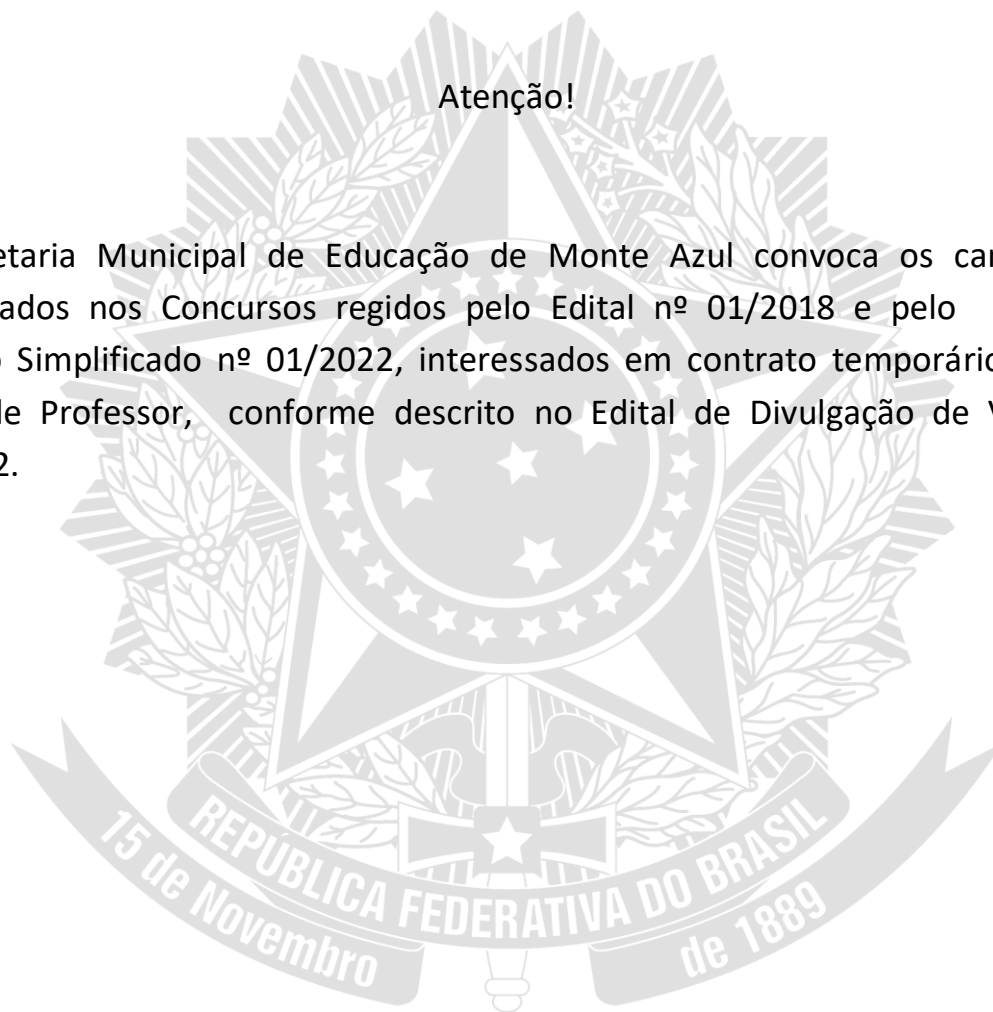 Atenção!
etaria Municipal de Educação de Monte Azul convoca os can
ados nos Concursos regidos pelo Edital nº 01/2018 e pelo
o Simplificado nº 01/2022, interessados em contrato temporário
de Professor, conforme descrito no Edital de Divulgação de V
2.
REPÚBLICA FEDERATIVA DO BRASIL
15 de Novembro de 1889